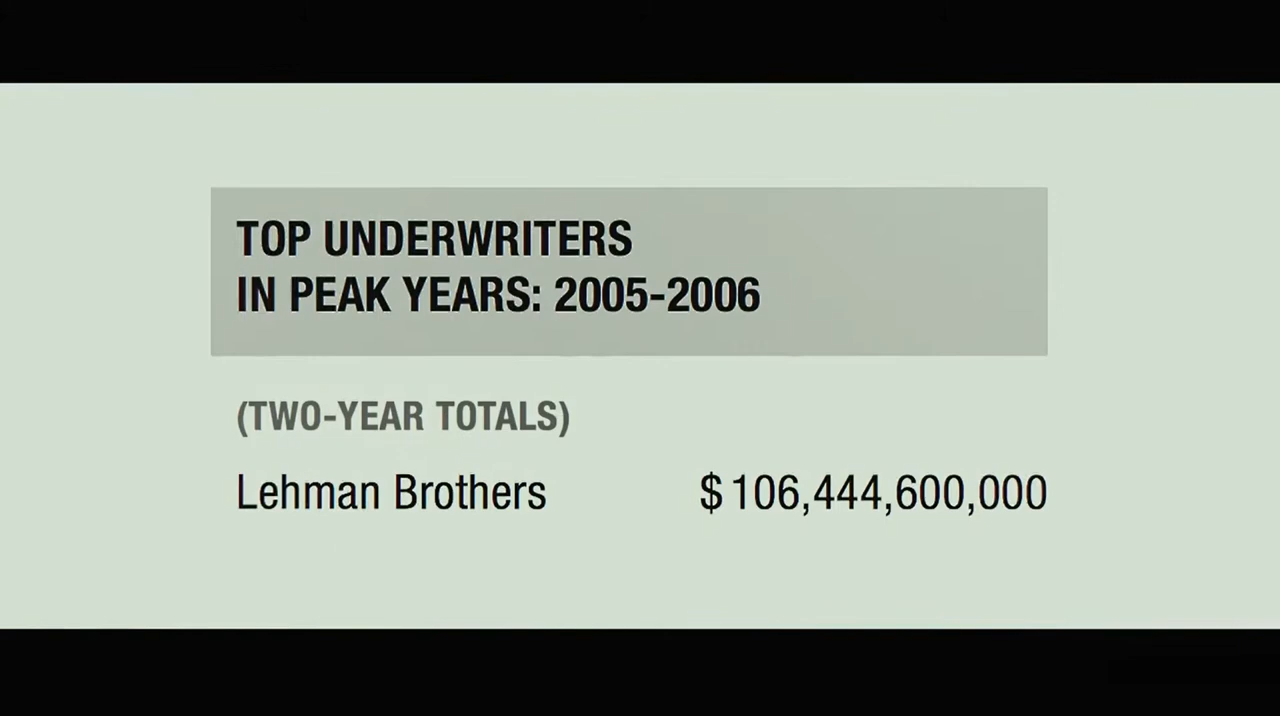 TOP UNDERWRITERS
IN PEAK YEARS: 2005-2006
(TWO-YEAR TOTALS)
Lehman Brothers $106,444,600,000